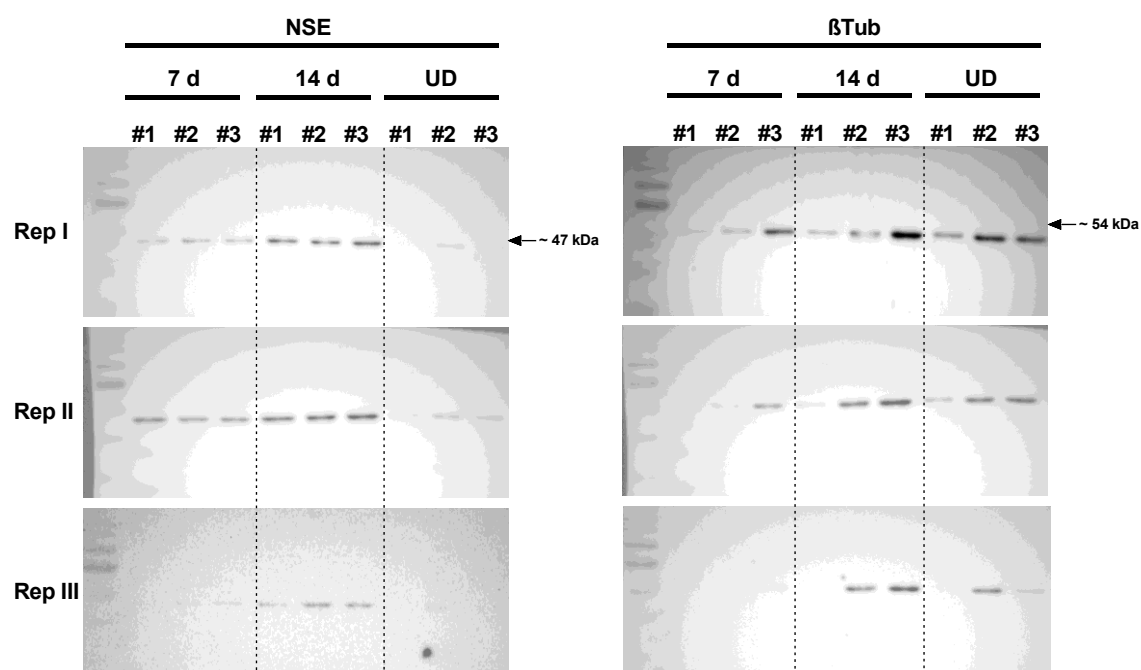 NSE ßTub
7 d 14 d UD 7 d 14 d UD
#1 #2 #3 #1 #2 #3 #1 #2 #3 #1 #2 #3 #1 #2 #3 #1 #2 #3
Rep I ~ 47 kDa ~ 54 kDa
Rep II
Rep III